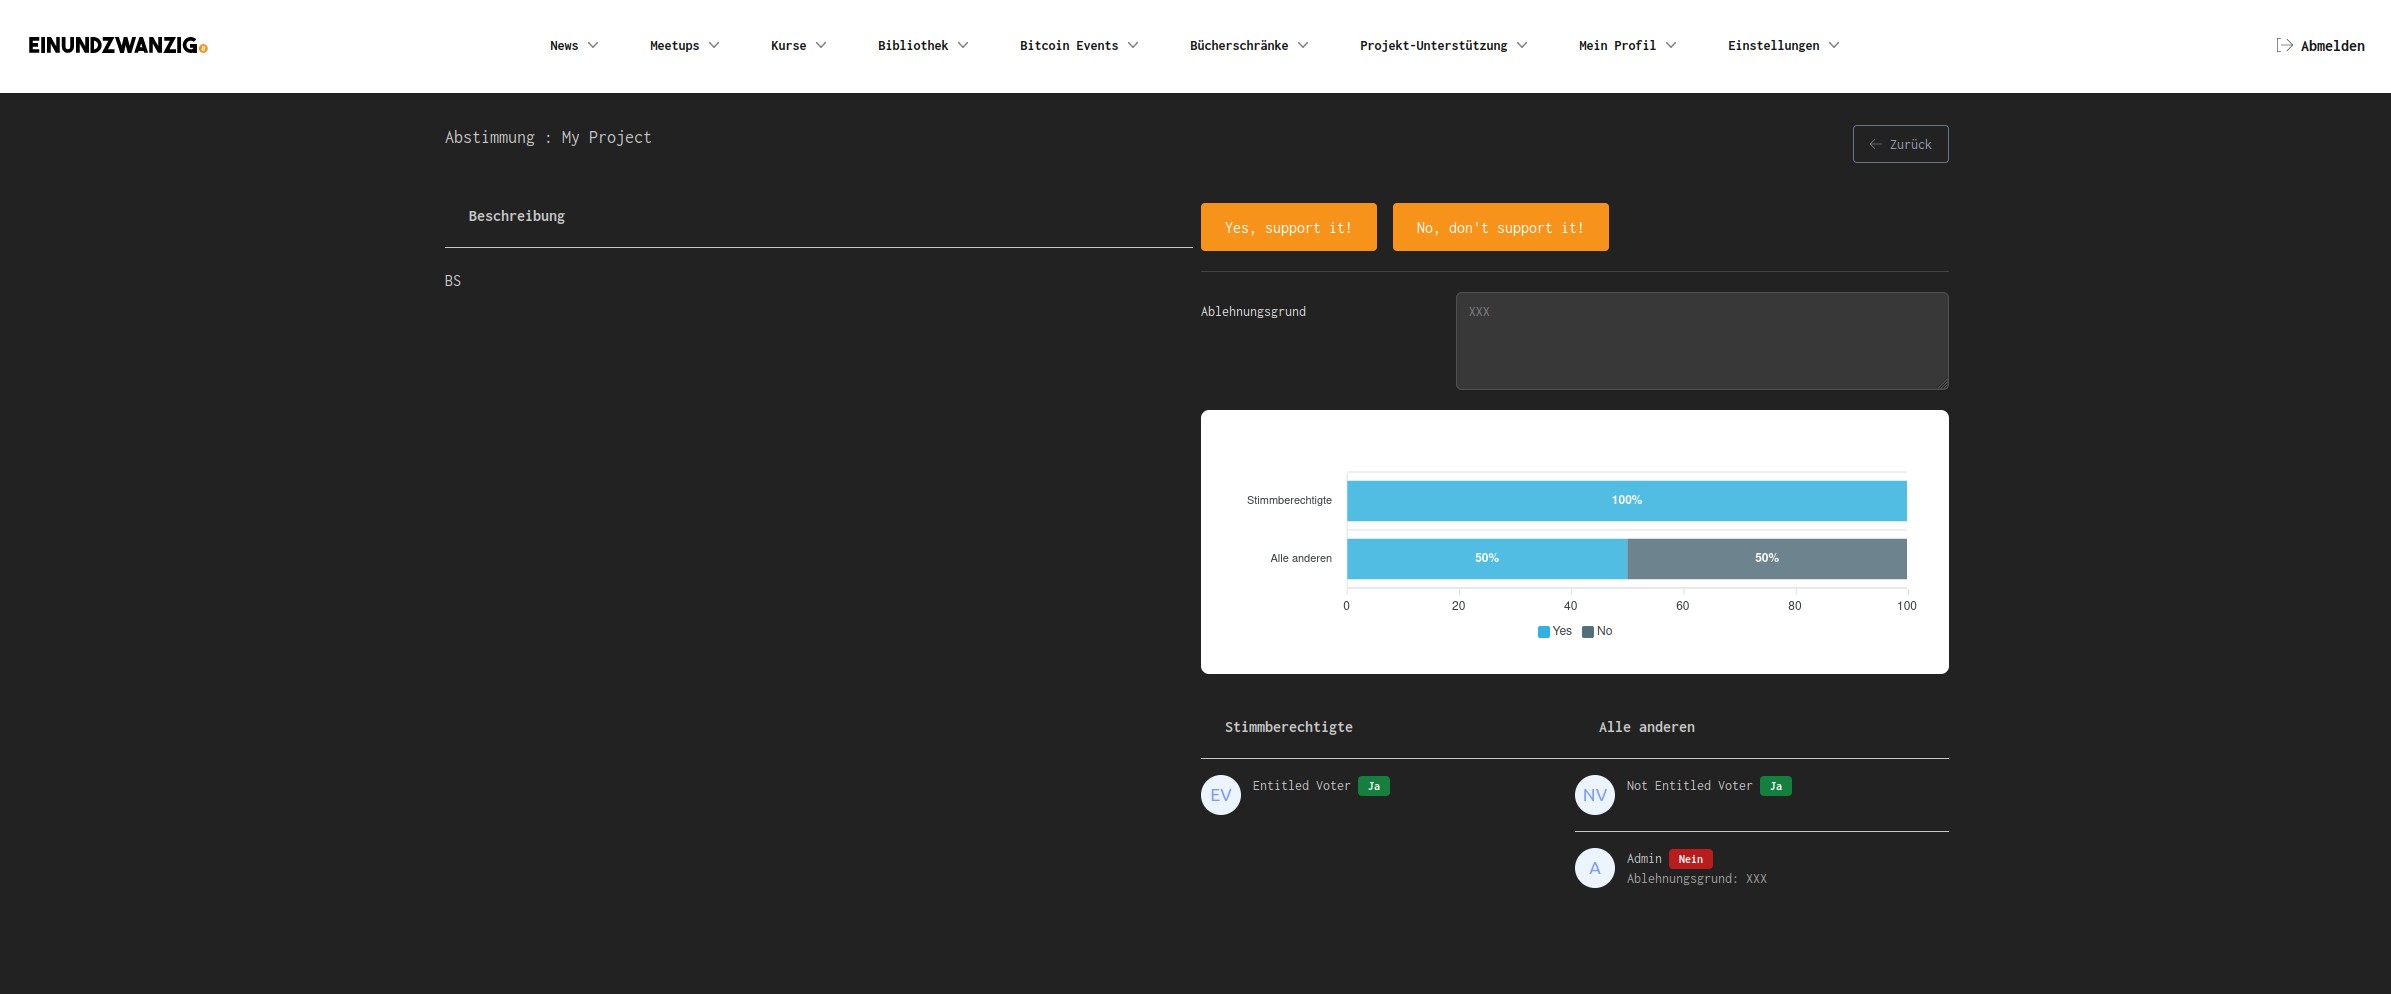 EINUNDZWANZIG
News Meetups Kurse Bibliothek Bitcoin Events Bücherschränke Projekt-Unterstützung Mein Profil Einstellungen Abmelden
Abstimmung : My Project
Zurück
Beschreibung
BS
Yes, support it! No, don't support it!
Ablehnungsgrund
XXX
Stimmberechtigte 100%
Alle anderen 50% 50%
0 20 40 60 80 100
Yes No
Stimmberechtigte Alle anderen
EV Entitled Voter Ja
NV Not Entitled Voter Ja
A Admin Nein
Ablehnungsgrund: XXX